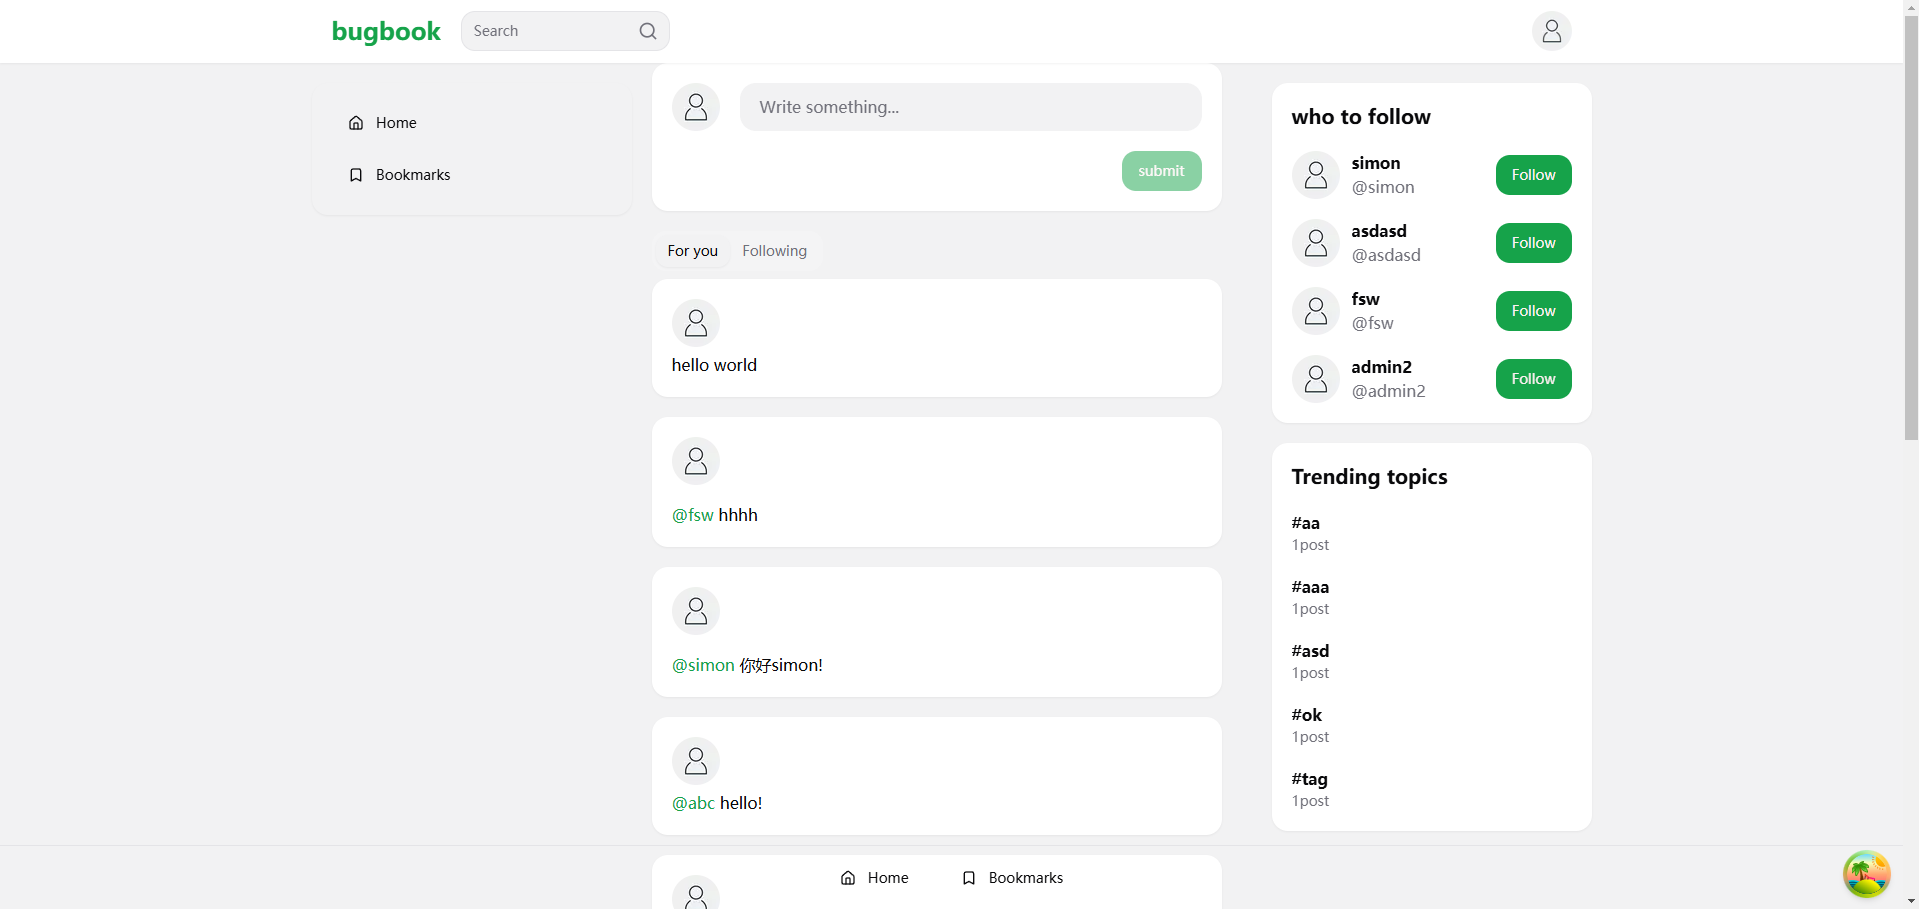 bugbook
Search
Home
Bookmarks
Write something...
submit
For you
Following
hello world
@fsw hhhh
@simon 你好simon!
@abc hello!
who to follow
simon
@simon
Follow
asdasd
@asdasd
Follow
fsw
@fsw
Follow
admin2
@admin2
Follow
Trending topics
#aa
1post
#aaa
1post
#asd
1post
#ok
1post
#tag
1post
Home
Bookmarks